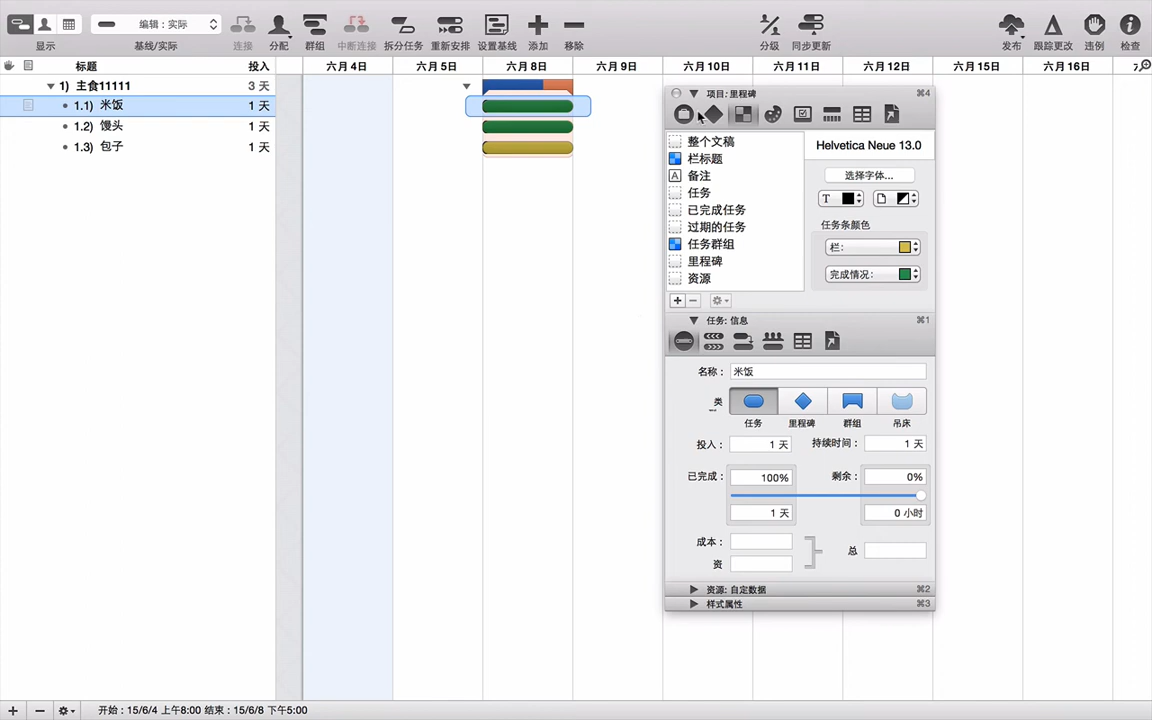 编辑：实际
显示
基线/实际
连接
分配
群组
中断连接
拆分任务
重新安排
设置基线
添加
移除
分级
同步更新
发布
跟踪更改
违例
检查
标题
投入
六月 4日
六月 5日
六月 8日
六月 9日
六月 10日
六月 11日
六月 12日
六月 15日
六月 16日
1) 主食11111
3 天
1.1) 米饭
1 天
1.2) 馒头
1 天
1.3) 包子
1 天
项目: 里程碑
⌘4
整个文稿
栏标题
A 备注
任务
已完成任务
过期的任务
任务群组
里程碑
资源
Helvetica Neue 13.0
选择字体...
T
任务条颜色
栏:
完成情况:
任务: 信息
⌘1
名称：
米饭
类
任务
里程碑
群组
吊床
投入：
1 天
持续时间：
1 天
已完成：
100%
剩余：
0%
1 天
0 小时
成本：
总
资
资源: 自定数据
⌘2
样式属性
⌘3
开始：15/6/4 上午8:00 结束：15/6/8 下午5:00